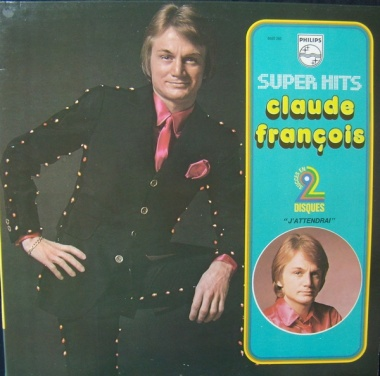 PHILIPS
SUPER HITS
claude
françois
2
DISQUES
"J'ATTENDRAI"